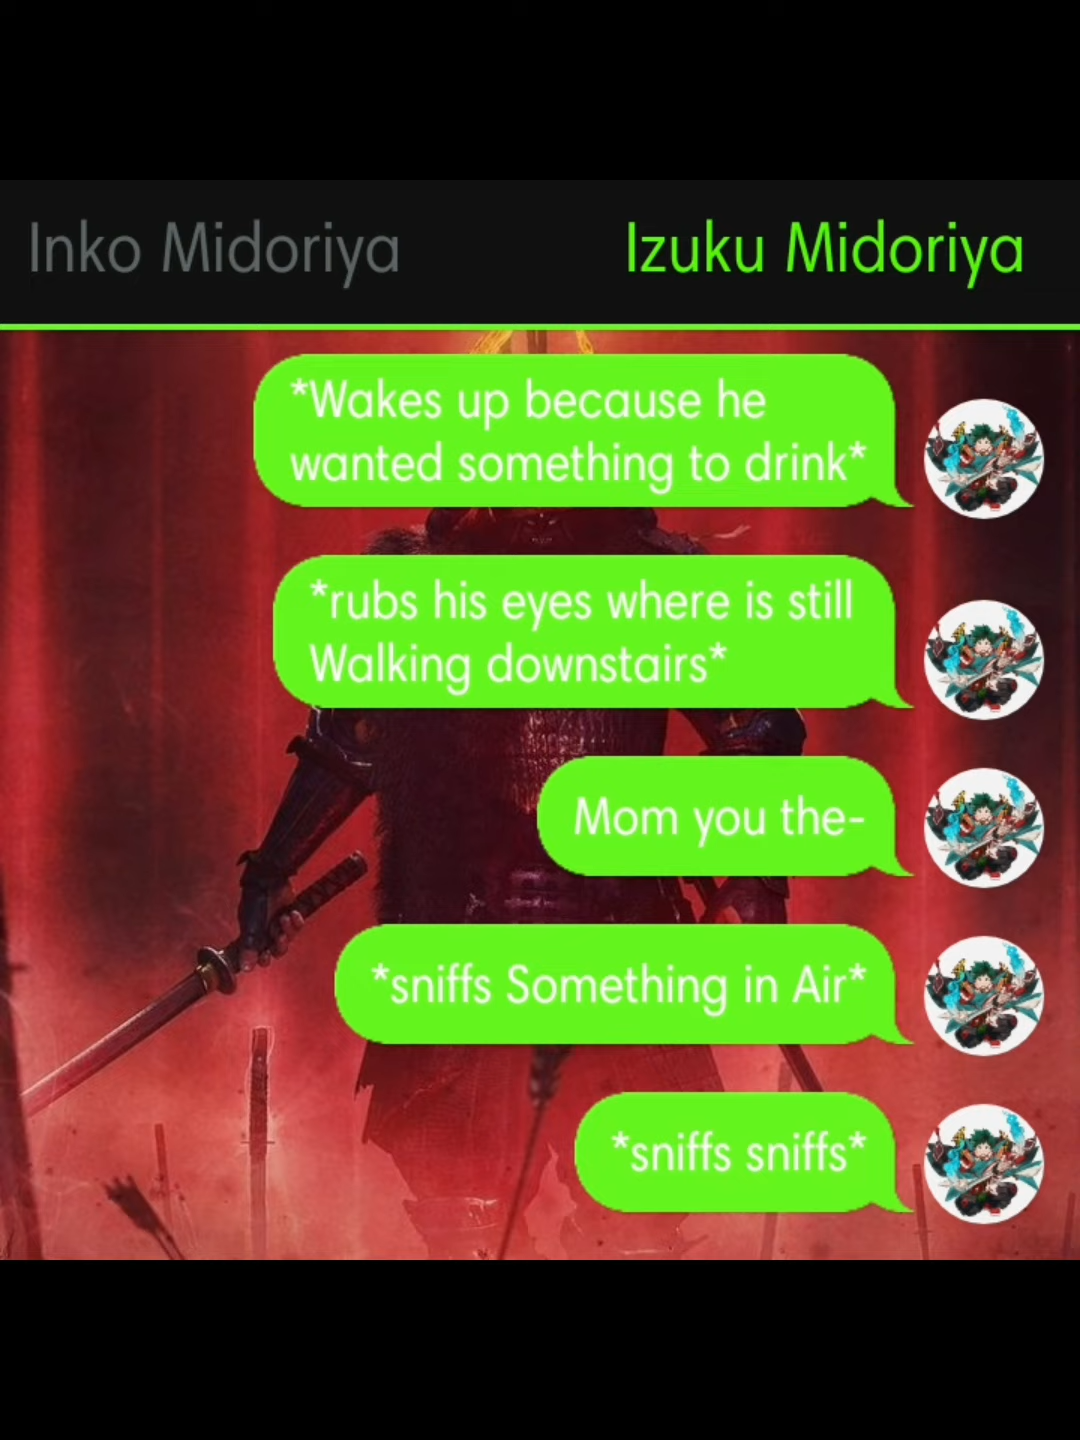 Inko Midoriya
Izuku Midoriya
*Wakes up because he
wanted something to drink*
*rubs his eyes where is still
Walking downstairs*
Mom you the-
*sniffs Something in Air*
*sniffs sniffs*